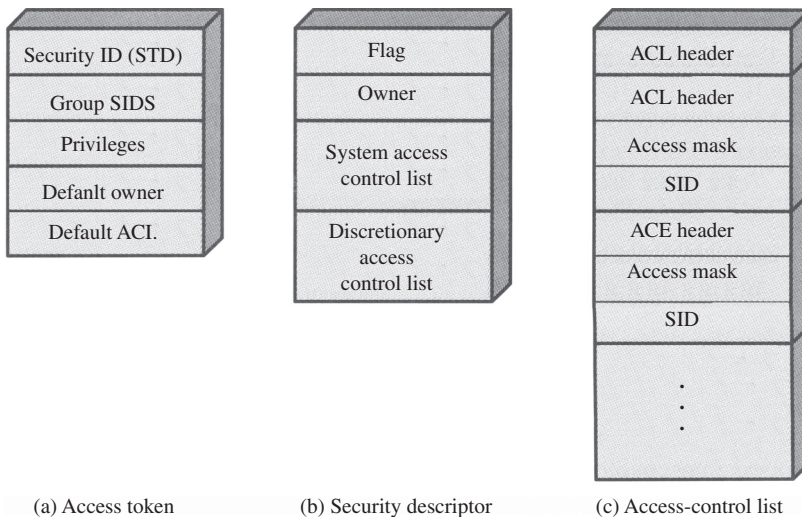 Security ID (STD)
Group SIDS
Privileges
Defanlt owner
Default ACI.
(a) Access token
Flag
Owner
System access
control list
Discretionary
access
control list
(b) Security descriptor
ACL header
ACL header
Access mask
SID
ACE header
Access mask
SID
(c) Access-control list